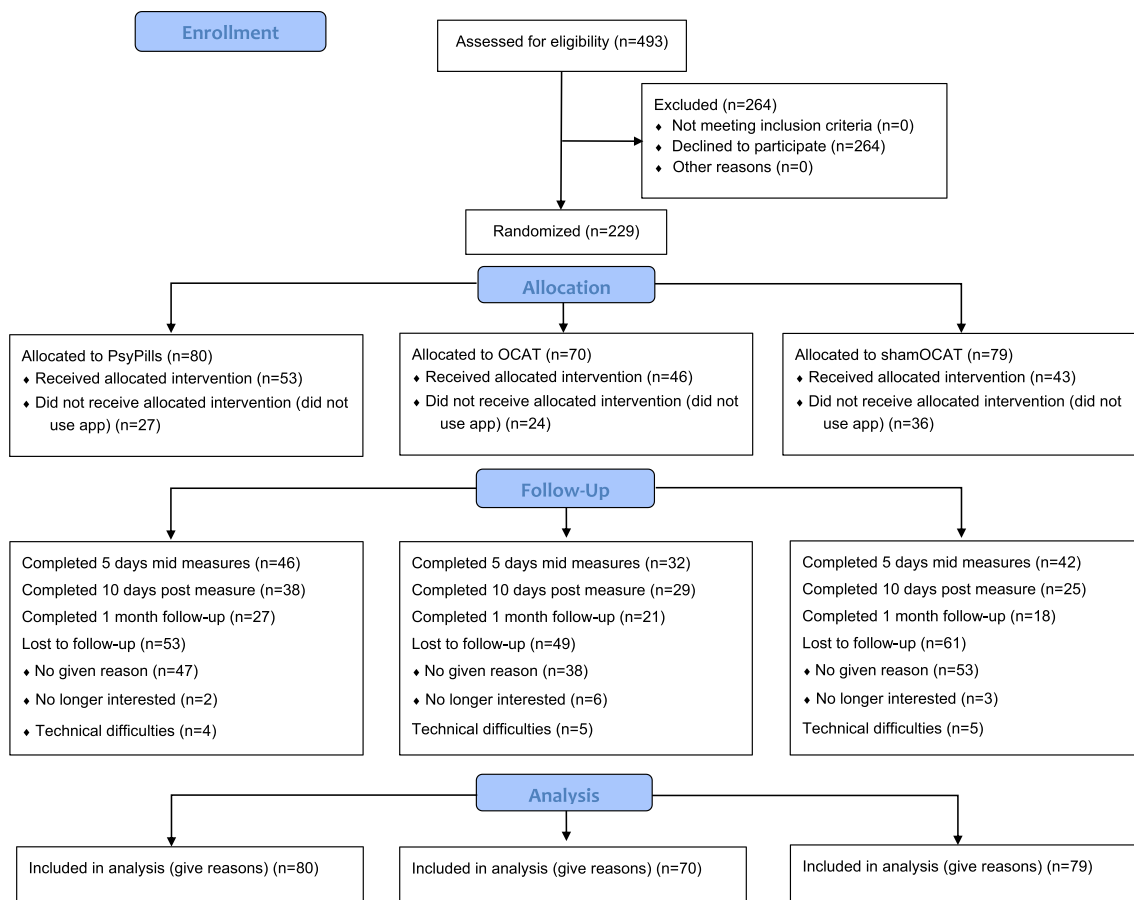 Enrollment
Assessed for eligibility (n=493)
Excluded (n=264)
♦ Not meeting inclusion criteria (n=0)
♦ Declined to participate (n=264)
♦ Other reasons (n=0)
Randomized (n=229)
Allocation
Allocated to PsyPills (n=80)
♦ Received allocated intervention (n=53)
♦ Did not receive allocated intervention (did not
use app) (n=27)
Allocated to OCAT (n=70)
♦ Received allocated intervention (n=46)
♦ Did not receive allocated intervention (did not
use app) (n=24)
Allocated to shamOCAT (n=79)
♦ Received allocated intervention (n=43)
♦ Did not receive allocated intervention (did not
use app) (n=36)
Follow-Up
Completed 5 days mid measures (n=46)
Completed 10 days post measure (n=38)
Completed 1 month follow-up (n=27)
Lost to follow-up (n=53)
♦ No given reason (n=47)
♦ No longer interested (n=2)
♦ Technical difficulties (n=4)
Completed 5 days mid measures (n=32)
Completed 10 days post measure (n=29)
Completed 1 month follow-up (n=21)
Lost to follow-up (n=49)
♦ No given reason (n=38)
♦ No longer interested (n=6)
Technical difficulties (n=5)
Completed 5 days mid measures (n=42)
Completed 10 days post measure (n=25)
Completed 1 month follow-up (n=18)
Lost to follow-up (n=61)
♦ No given reason (n=53)
♦ No longer interested (n=3)
Technical difficulties (n=5)
Analysis
Included in analysis (give reasons) (n=80)
Included in analysis (give reasons) (n=70)
Included in analysis (give reasons) (n=79)